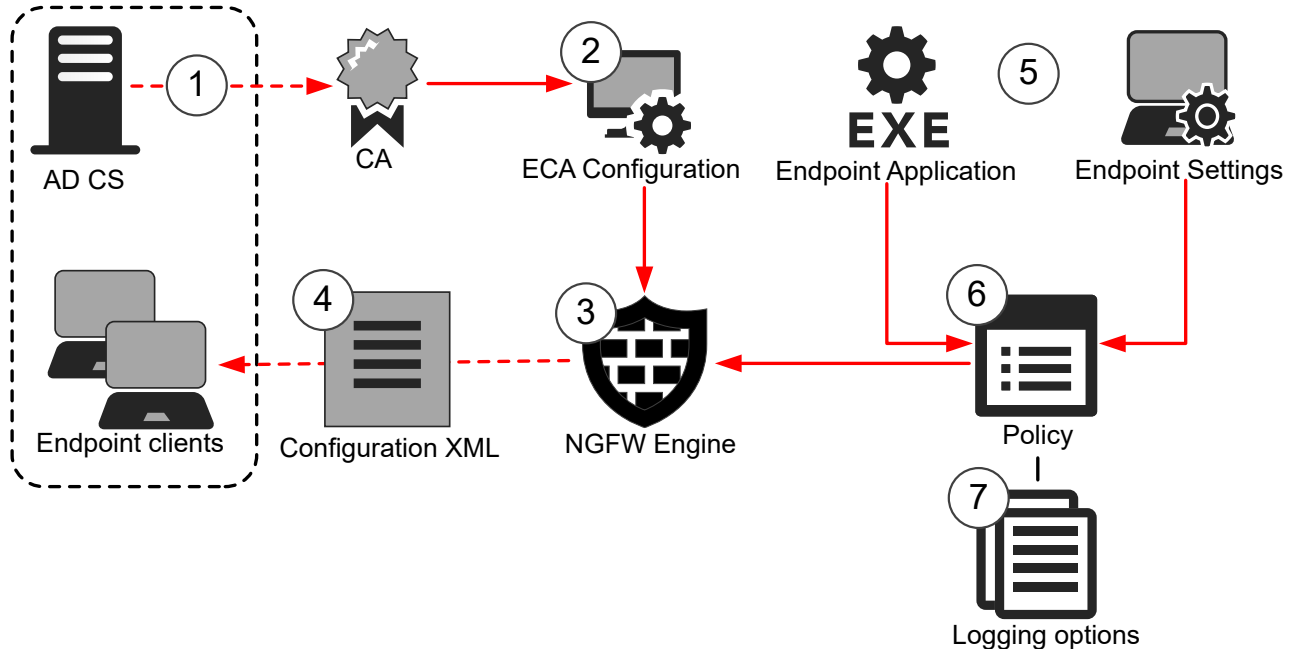 1
2
5
EXE
AD CS
CA
ECA Configuration
Endpoint Application
Endpoint Settings
4
3
6
Endpoint clients
Configuration XML
NGFW Engine
Policy
7
Logging options